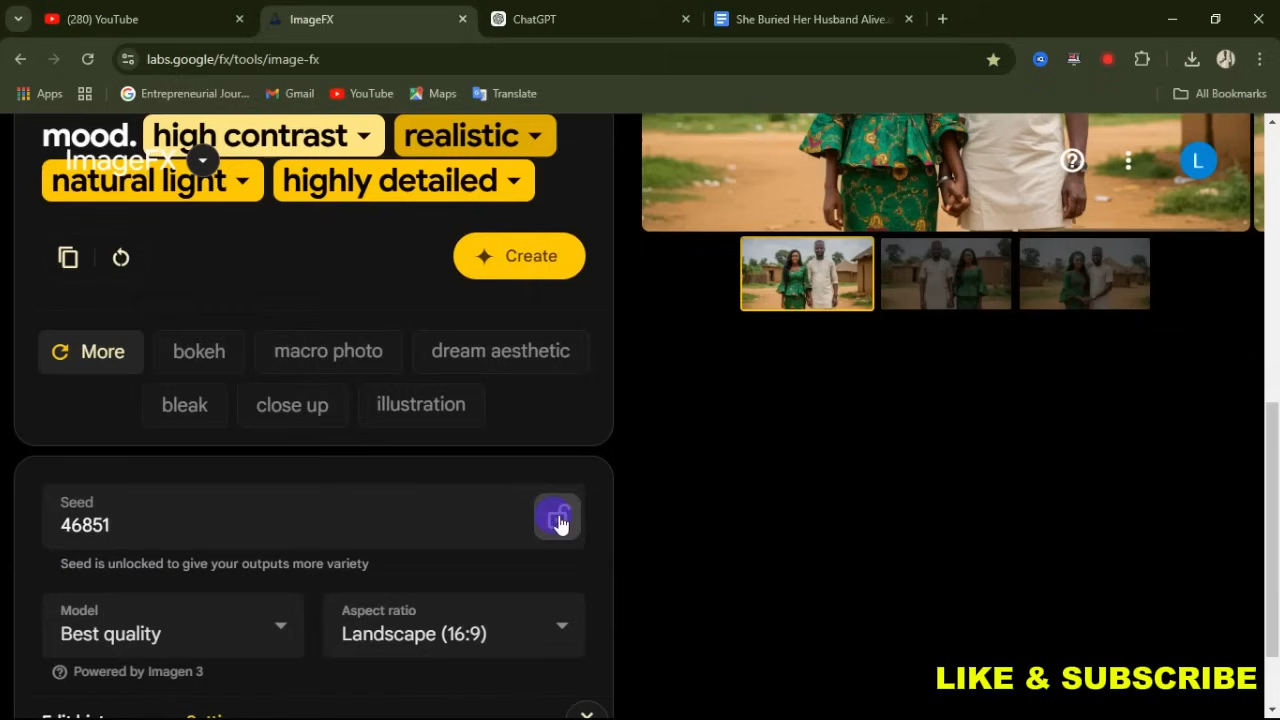 (280) YouTube
ImageFX
ChatGPT
She Buried Her Husband Alive.
labs.google/fx/tools/image-fx
Apps
Entrepreneurial Jour...
Gmail
YouTube
Maps
Translate
All Bookmarks
mood. high contrast realistic
ImageFX
natural light highly detailed
L
Create
More
bokeh
macro photo
dream aesthetic
bleak
close up
illustration
Seed
46851
Seed is unlocked to give your outputs more variety
Model
Best quality
Aspect ratio
Landscape (16:9)
Powered by Imagen 3
LIKE & SUBSCRIBE